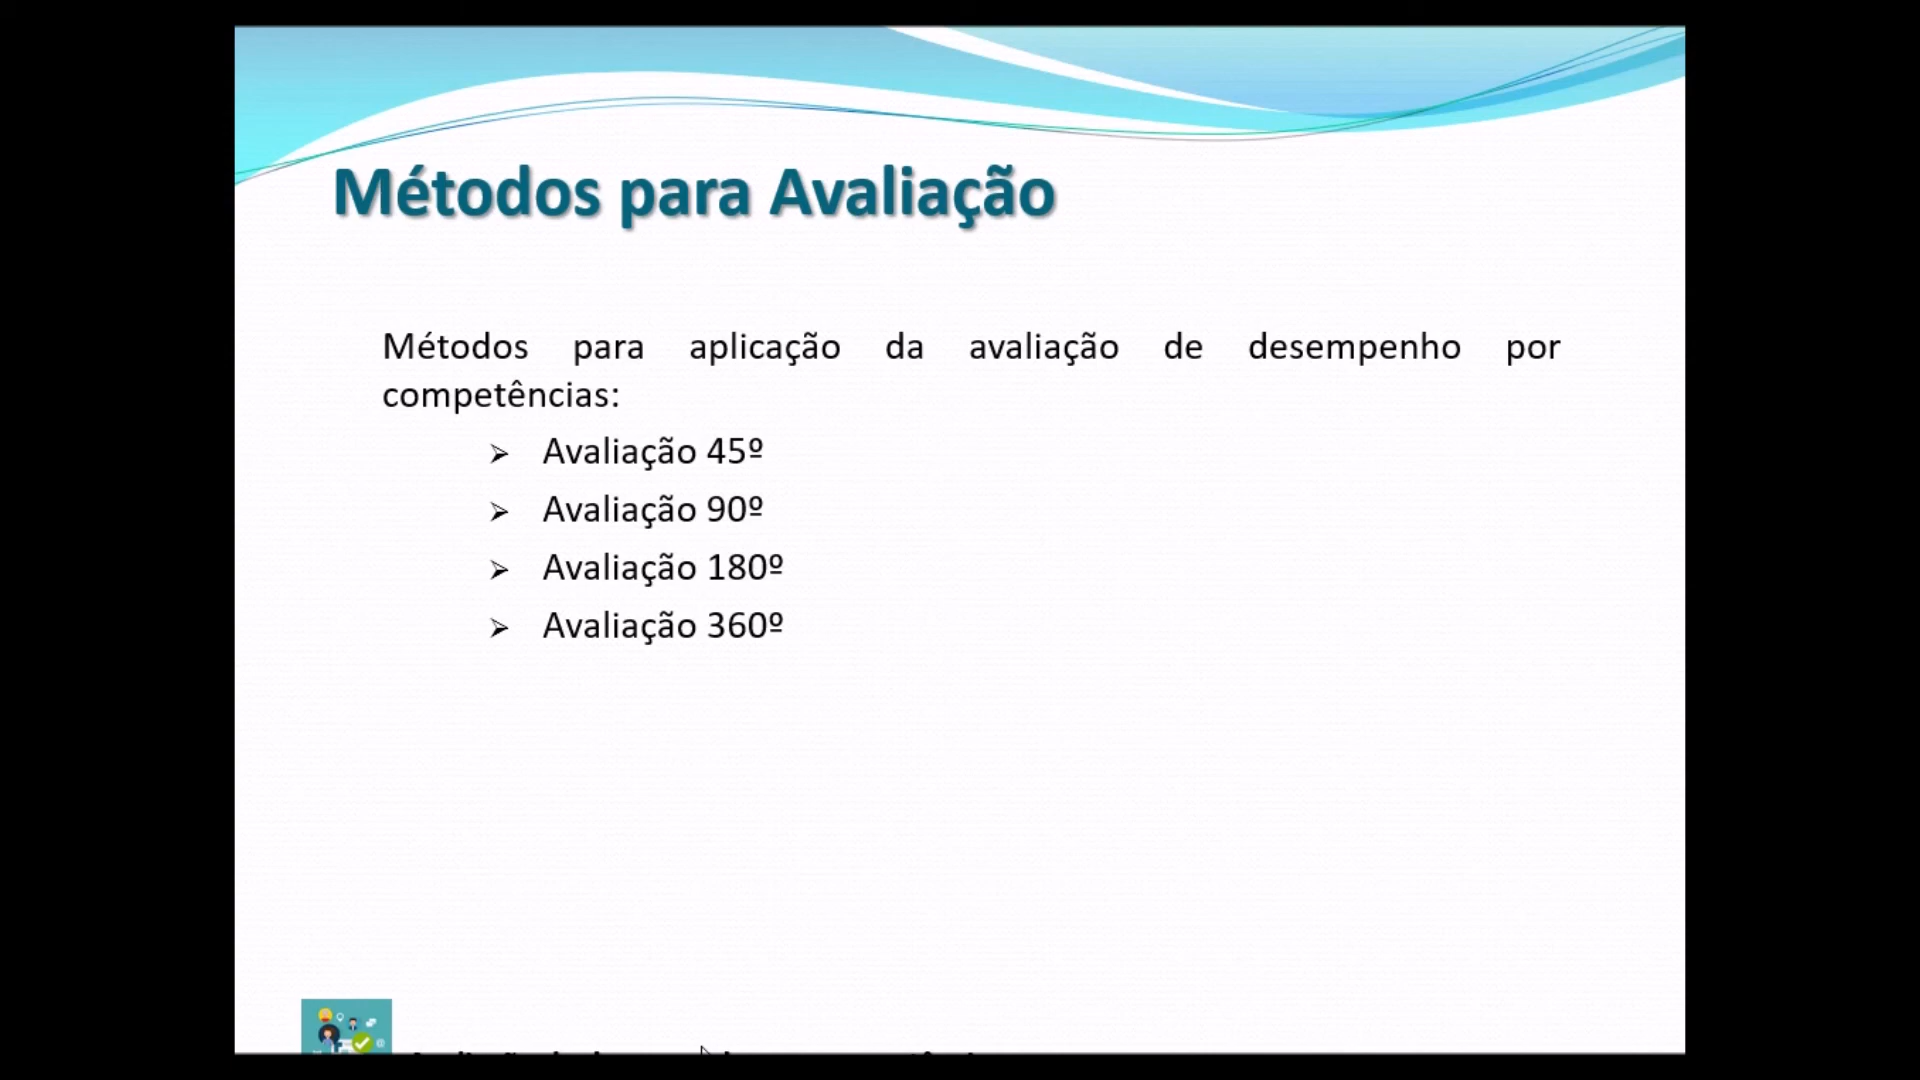 Métodos para Avaliação
Métodos para aplicação da avaliação de desempenho por
competências:
➢ Avaliação 45º
➢ Avaliação 90º
➢ Avaliação 180º
➢ Avaliação 360º